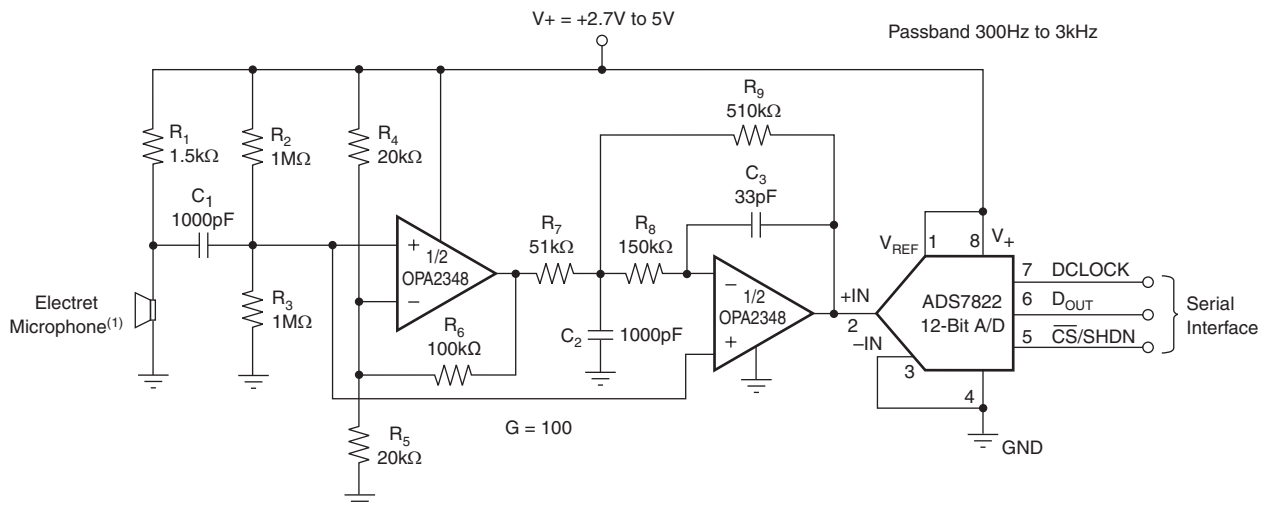 V+ = +2.7V to 5V
Passband 300Hz to 3kHz
R9
510kΩ
R1
1.5kΩ
R2
1MΩ
R4
20kΩ
C3
33pF
C1
1000pF
R7
51kΩ
R8
150kΩ
VREF
1
8
V+
+
1/2
OPA2348
−
7
DCLOCK
Electret
Microphone(1)
R3
1MΩ
−
1/2
OPA2348
+
+IN
2
−IN
ADS7822
12-Bit A/D
6
DOUT
Serial
Interface
R6
100kΩ
C2
1000pF
5
CS/SHDN
3
4
G = 100
R5
20kΩ
GND